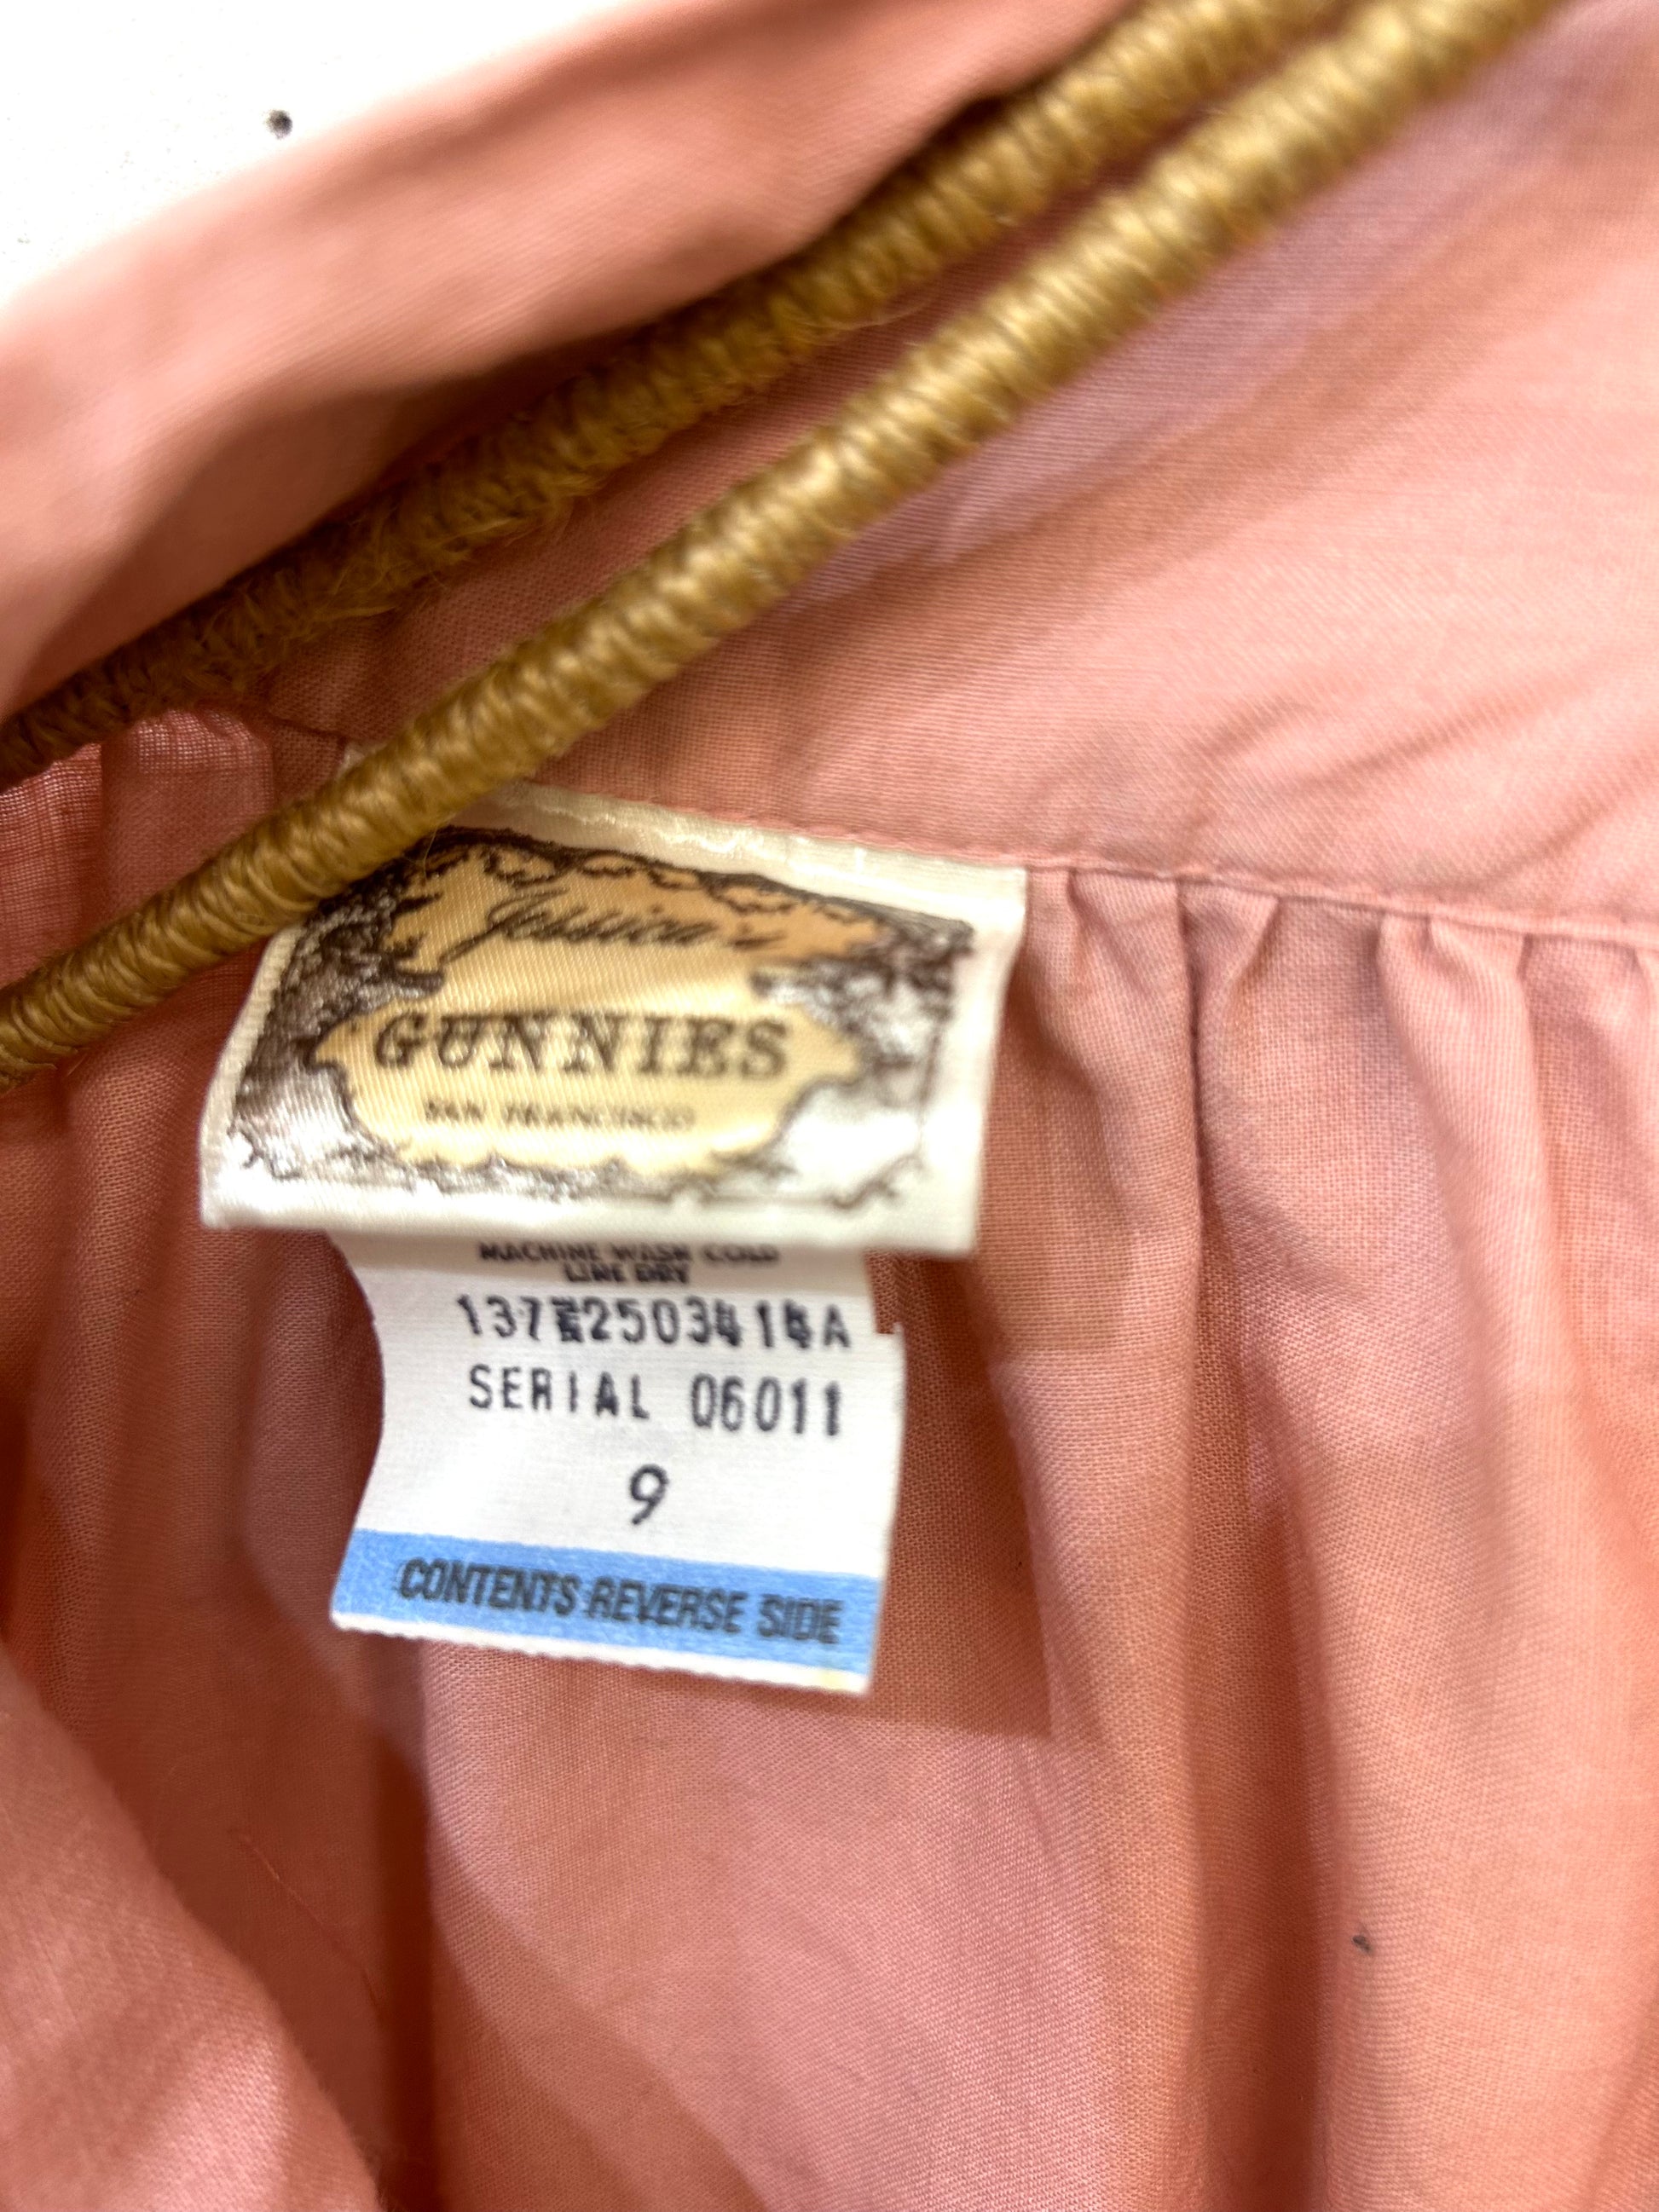 Jessica's
GUNNIES
SAN FRANCISCO
MACHINE WASH COLD
LINE DRY
SERIAL 06011
9
CONTENTS REVERSE SIDE